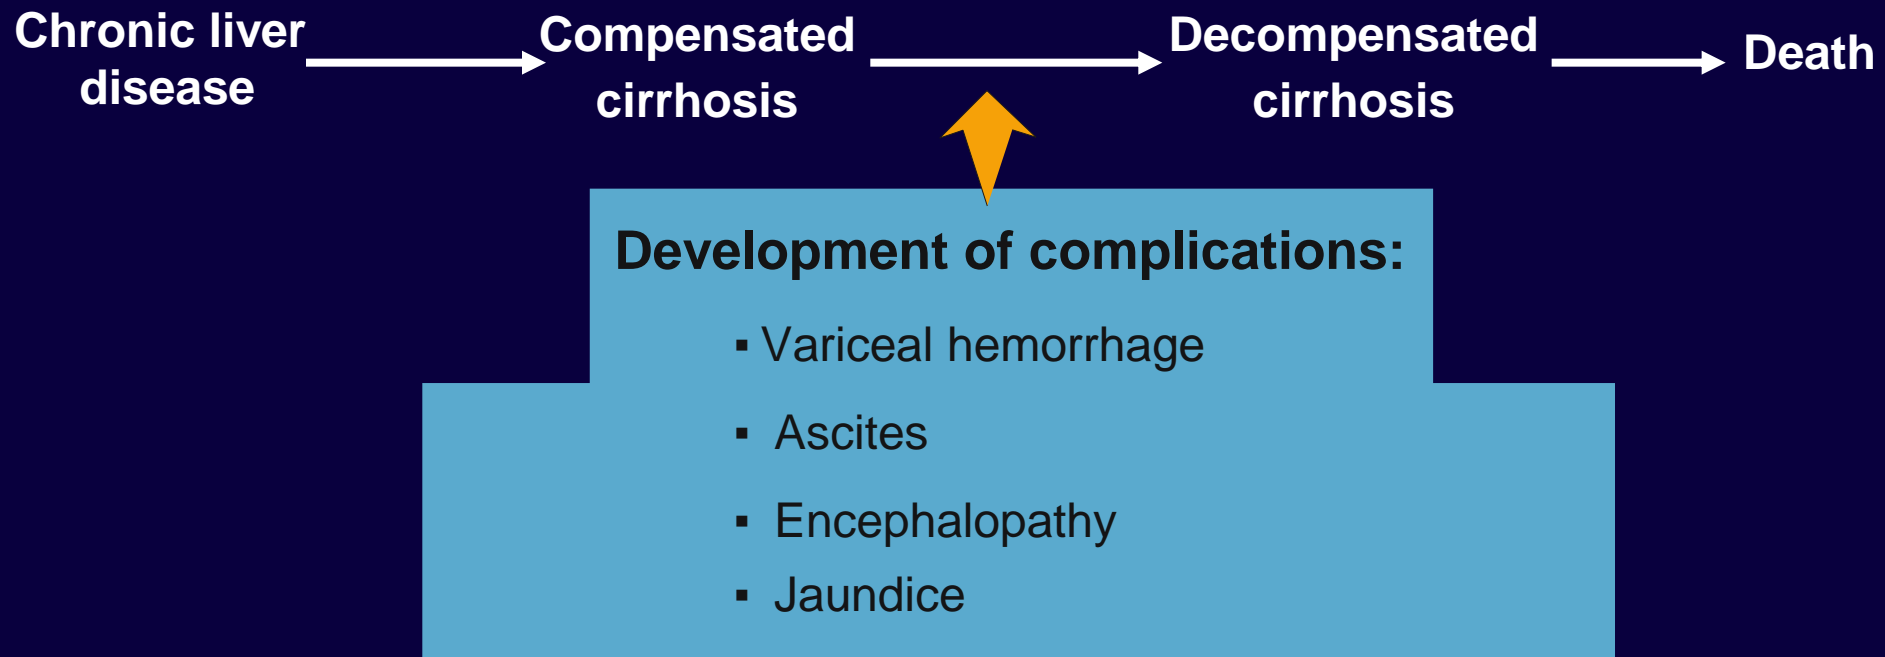 Chronic liver
disease
Compensated
cirrhosis
Decompensated
cirrhosis
Death
Development of complications:
▪ Variceal hemorrhage
▪ Ascites
▪ Encephalopathy
▪ Jaundice